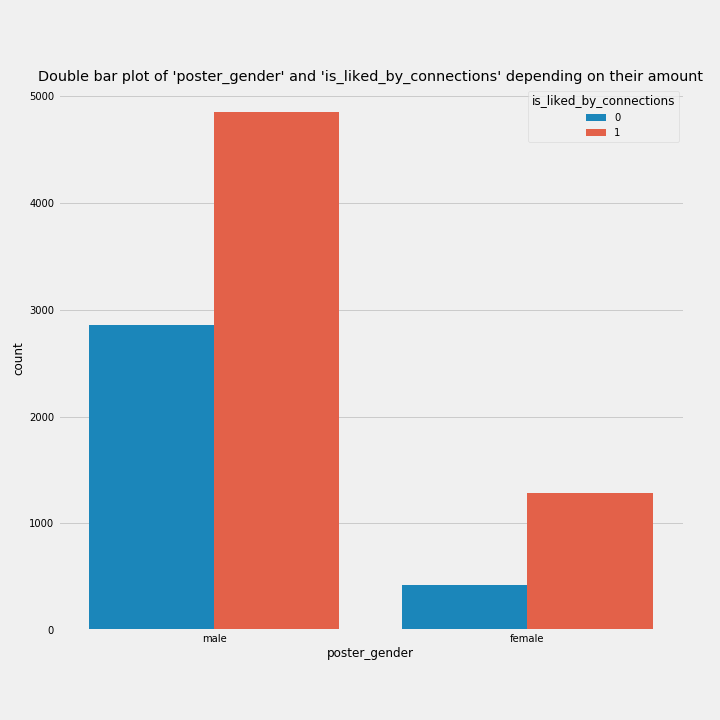 Double bar plot of 'poster_gender' and 'is_liked_by_connections' depending on their amount
is_liked_by_connections
0
1
5000
4000
3000
2000
1000
0
count
male
female
poster_gender